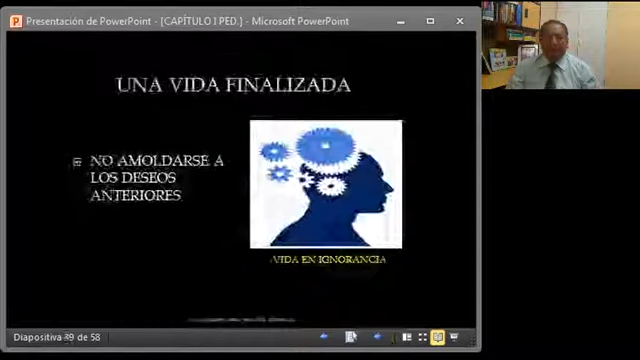 Presentación de PowerPoint - [CAPÍTULO I PED.] - Microsoft PowerPoint
UNA VIDA FINALIZADA
NO AMOLDARSE A
LOS DESEOS
ANTERIORES
VIDA EN IGNORANCIA
Diapositiva 39 de 58